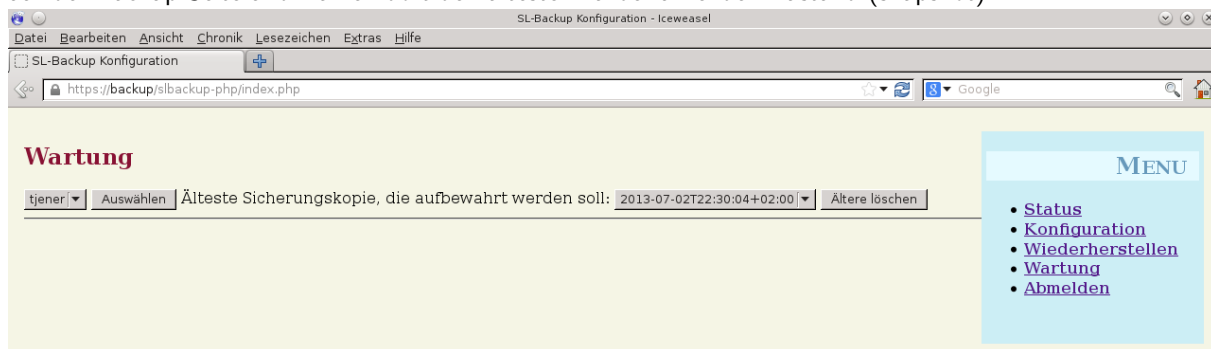 SL-Backup Konfiguration - Iceweasel
Datei Bearbeiten Ansicht Chronik Lesezeichen Extras Hilfe
SL-Backup Konfiguration
https://backup/slbackup-php/index.php
Google
Wartung
tjener Auswählen Älteste Sicherungskopie, die aufbewahrt werden soll: 2013-07-02T22:30:04+02:00 Ältere löschen
MENU
• Status
• Konfiguration
• Wiederherstellen
• Wartung
• Abmelden